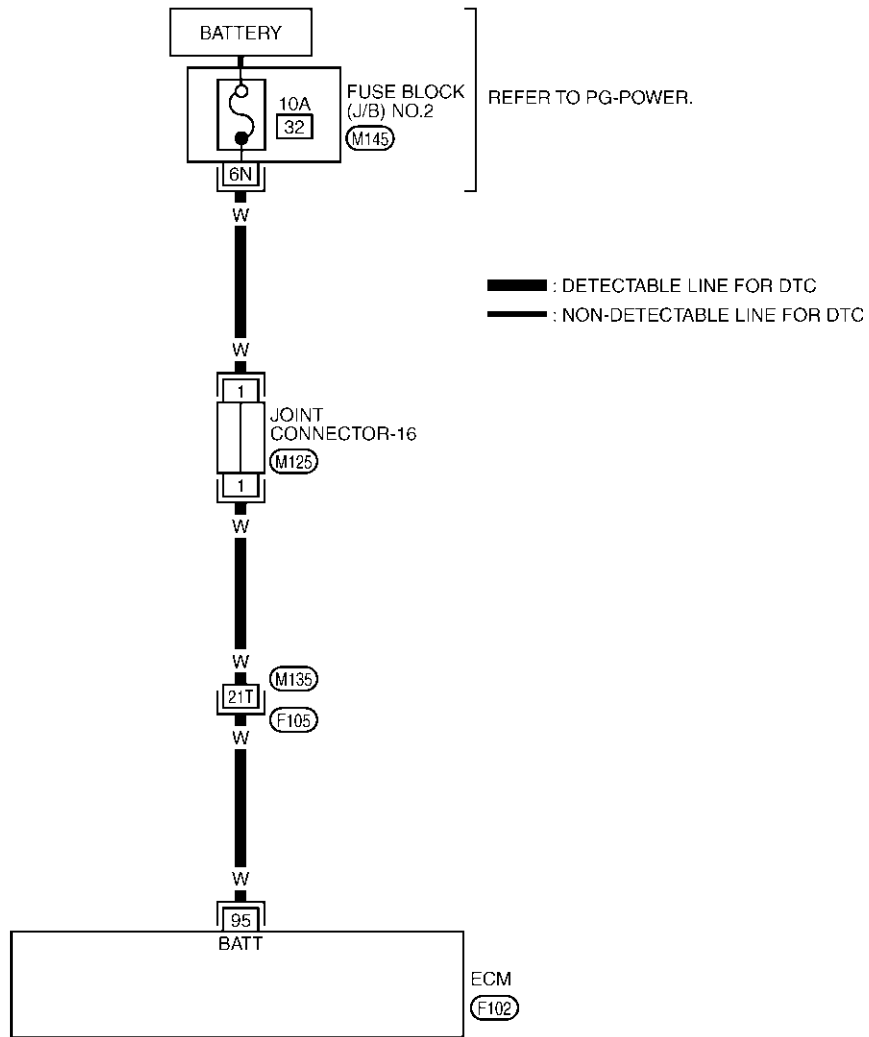 BATTERY
FUSE BLOCK
(J/B) NO.2
M145
10A
32
REFER TO PG-POWER.
6N
W
: DETECTABLE LINE FOR DTC
: NON-DETECTABLE LINE FOR DTC
W
1
JOINT
CONNECTOR-16
M125
1
W
W
M135
21T
F105
W
W
95
BATT
ECM
F102